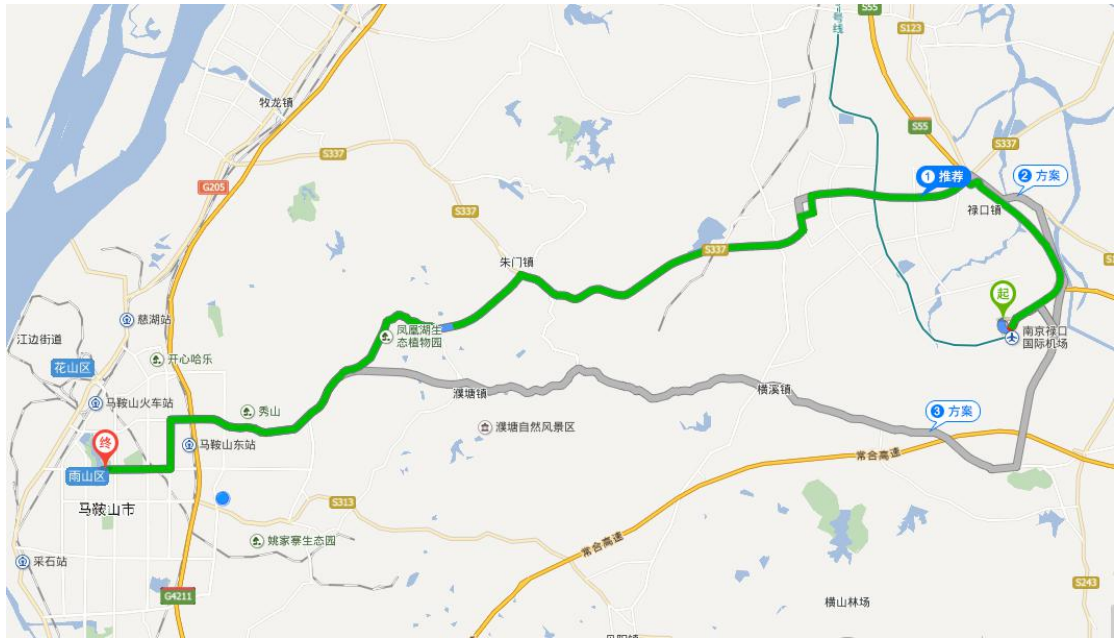 S55
S123
号线
牧龙镇
S337
S55
S337
G205
1 推荐
2 方案
S337
禄口镇
朱门镇
S337
起
慈湖站
江边街道
凤凰湖生
态植物园
南京禄口
国际机场
开心哈乐
花山区
濮塘镇
横溪镇
马鞍山火车站
秀山
3 方案
濮塘自然风景区
终
马鞍山东站
常合高速
雨山区
S313
马鞍山市
姚家寨生态园
常合高速
采石站
S243
G4211
横山林场